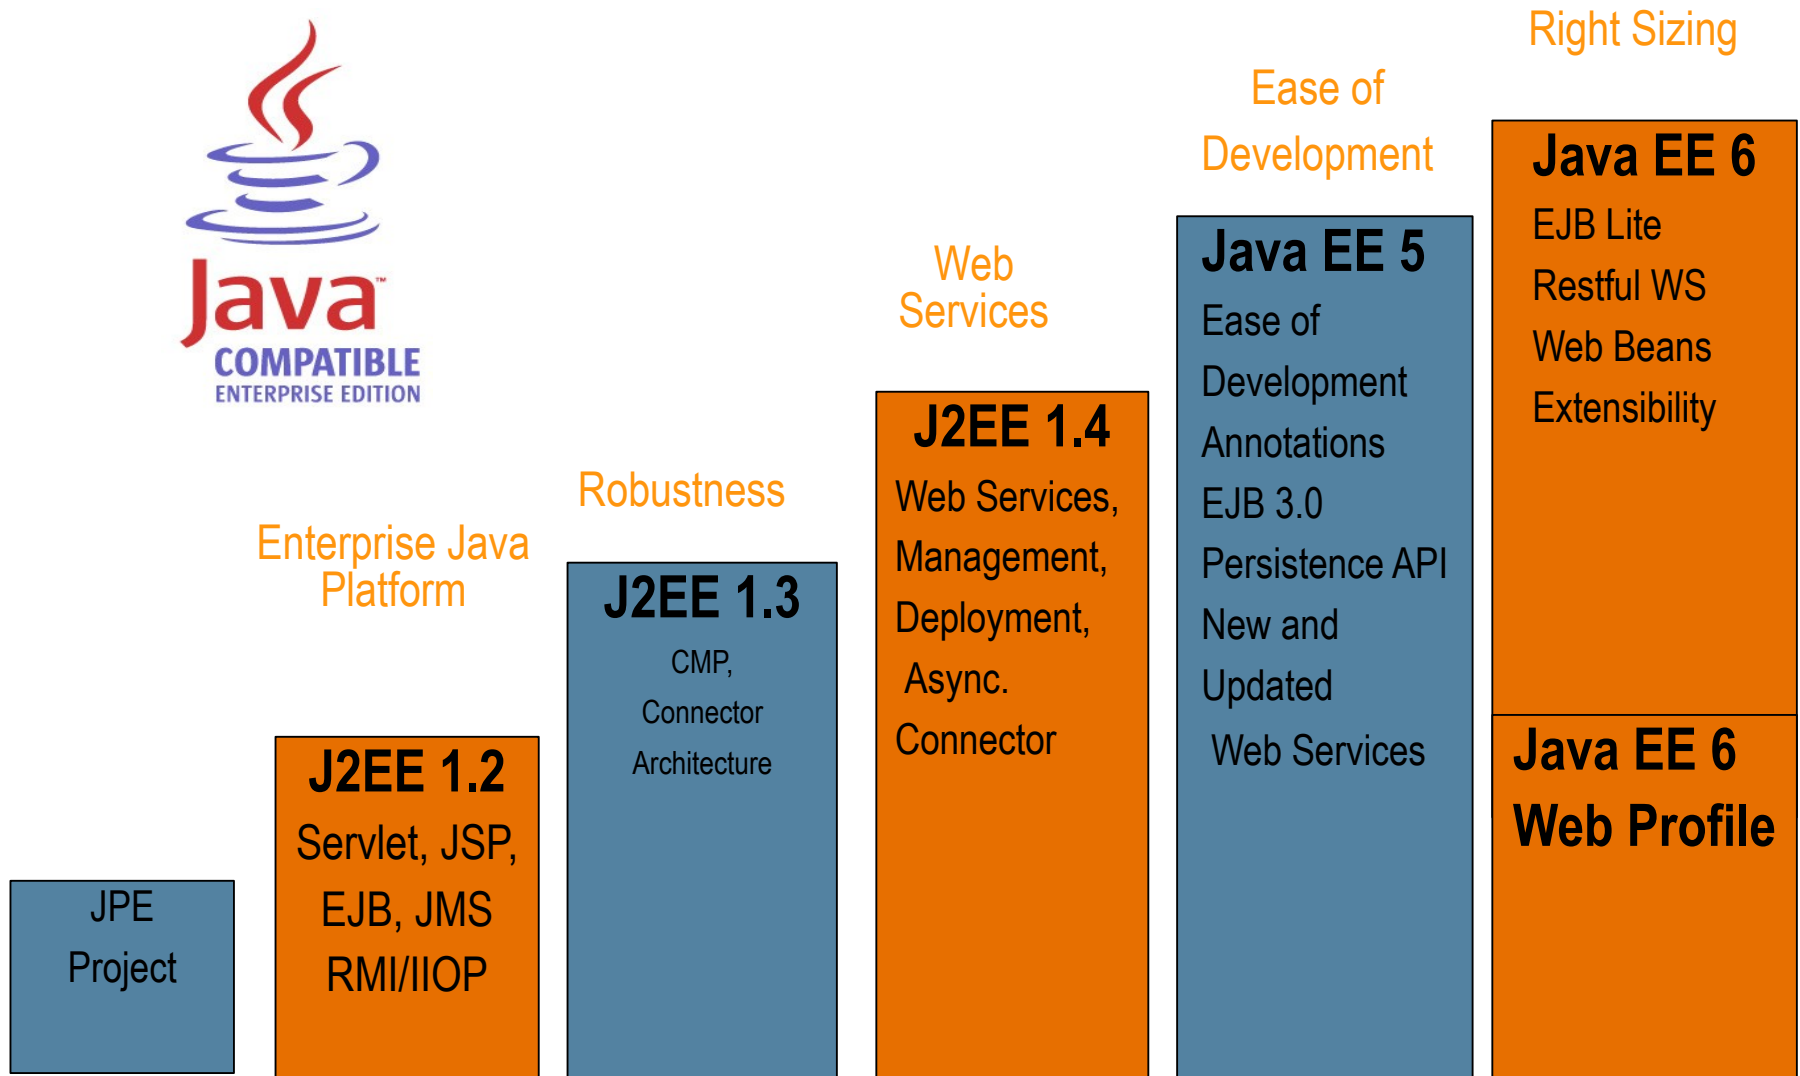 Java™
COMPATIBLE
ENTERPRISE EDITION
JPE
Project
Enterprise Java
Platform
J2EE 1.2
Servlet, JSP,
EJB, JMS
RMI/IIOP
Robustness
J2EE 1.3
CMP,
Connector
Architecture
Web
Services
J2EE 1.4
Web Services,
Management,
Deployment,
Async.
Connector
Ease of
Development
Java EE 5
Ease of
Development
Annotations
EJB 3.0
Persistence API
New and
Updated
Web Services
Right Sizing
Java EE 6
EJB Lite
Restful WS
Web Beans
Extensibility
Java EE 6
Web Profile